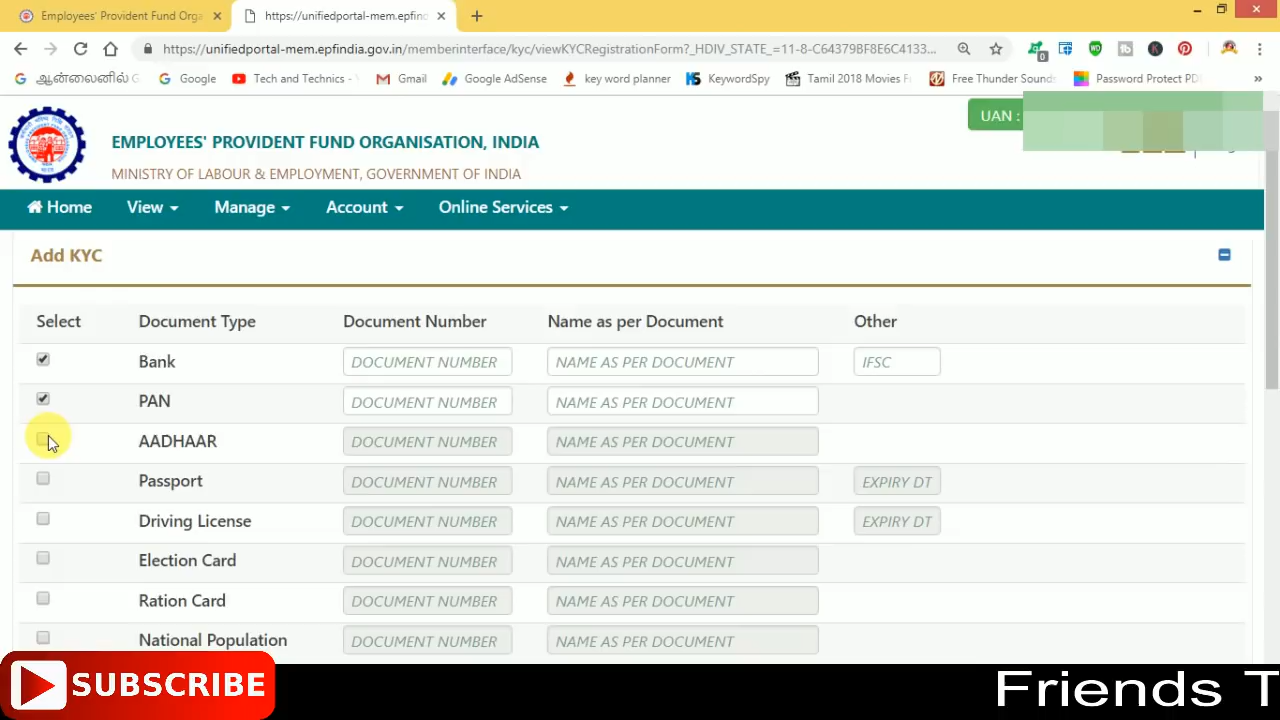 Employees' Provident Fund Orga
https://unifiedportal-mem.epfind
https://unifiedportal-mem.epfindia.gov.in/memberinterface/kyc/viewKYCRegistrationForm?_HDIV_STATE_=11-8-C64379BF8E6C4133...
ஆன்லைனில் G
Google
Tech and Technics -
Gmail
Google AdSense
key word planner
KeywordSpy
Tamil 2018 Movies F
Free Thunder Sound
Password Protect PD
»
UAN :
EMPLOYEES' PROVIDENT FUND ORGANISATION, INDIA
MINISTRY OF LABOUR & EMPLOYMENT, GOVERNMENT OF INDIA
Home View Manage Account Online Services
Add KYC
Select Document Type Document Number Name as per Document Other
Bank DOCUMENT NUMBER NAME AS PER DOCUMENT IFSC
PAN DOCUMENT NUMBER NAME AS PER DOCUMENT
AADHAAR DOCUMENT NUMBER NAME AS PER DOCUMENT
Passport DOCUMENT NUMBER NAME AS PER DOCUMENT EXPIRY DT
Driving License DOCUMENT NUMBER NAME AS PER DOCUMENT EXPIRY DT
Election Card DOCUMENT NUMBER NAME AS PER DOCUMENT
Ration Card DOCUMENT NUMBER NAME AS PER DOCUMENT
National Population DOCUMENT NUMBER NAME AS PER DOCUMENT
SUBSCRIBE
Friends T